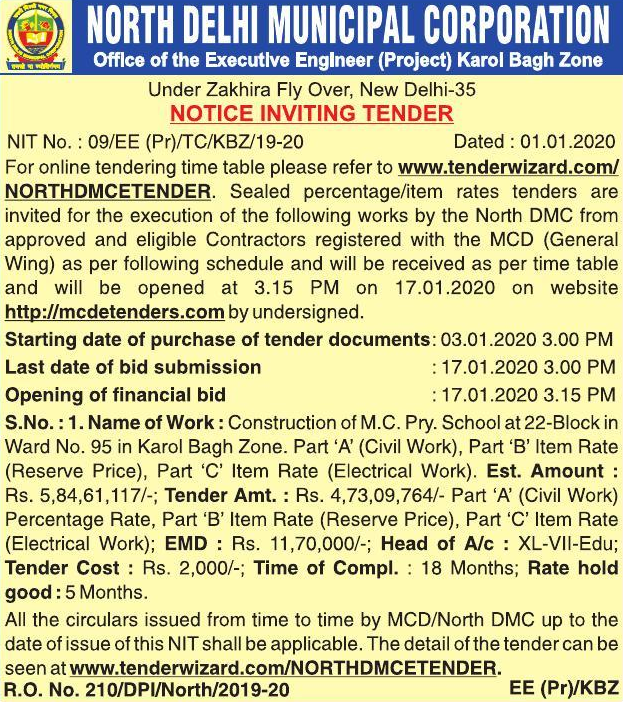 NORTH DELHI MUNICIPAL CORPORATION
Office of the Executive Engineer (Project) Karol Bagh Zone
Under Zakhira Fly Over, New Delhi-35
NOTICE INVITING TENDER
NIT No. : 09/EE (Pr)/TC/KBZ/19-20 Dated : 01.01.2020
For online tendering time table please refer to www.tenderwizard.com/
NORTHDMCETENDER. Sealed percentage/item rates tenders are
invited for the execution of the following works by the North DMC from
approved and eligible Contractors registered with the MCD (General
Wing) as per following schedule and will be received as per time table
and will be opened at 3.15 PM on 17.01.2020 on website
http://mcdetenders.com by undersigned.
Starting date of purchase of tender documents: 03.01.2020 3.00 PM
Last date of bid submission : 17.01.2020 3.00 PM
Opening of financial bid : 17.01.2020 3.15 PM
S.No. : 1. Name of Work : Construction of M.C. Pry. School at 22-Block in
Ward No. 95 in Karol Bagh Zone. Part ‘A’ (Civil Work), Part ‘B’ Item Rate
(Reserve Price), Part ‘C’ Item Rate (Electrical Work). Est. Amount :
Rs. 5,84,61,117/-; Tender Amt. : Rs. 4,73,09,764/- Part ‘A’ (Civil Work)
Percentage Rate, Part ‘B’ Item Rate (Reserve Price), Part ‘C’ Item Rate
(Electrical Work); EMD : Rs. 11,70,000/-; Head of A/c : XL-VII-Edu;
Tender Cost : Rs. 2,000/-; Time of Compl. : 18 Months; Rate hold
good : 5 Months.
All the circulars issued from time to time by MCD/North DMC up to the
date of issue of this NIT shall be applicable. The detail of the tender can be
seen at www.tenderwizard.com/NORTHDMCETENDER.
R.O. No. 210/DPI/North/2019-20 EE (Pr)/KBZ